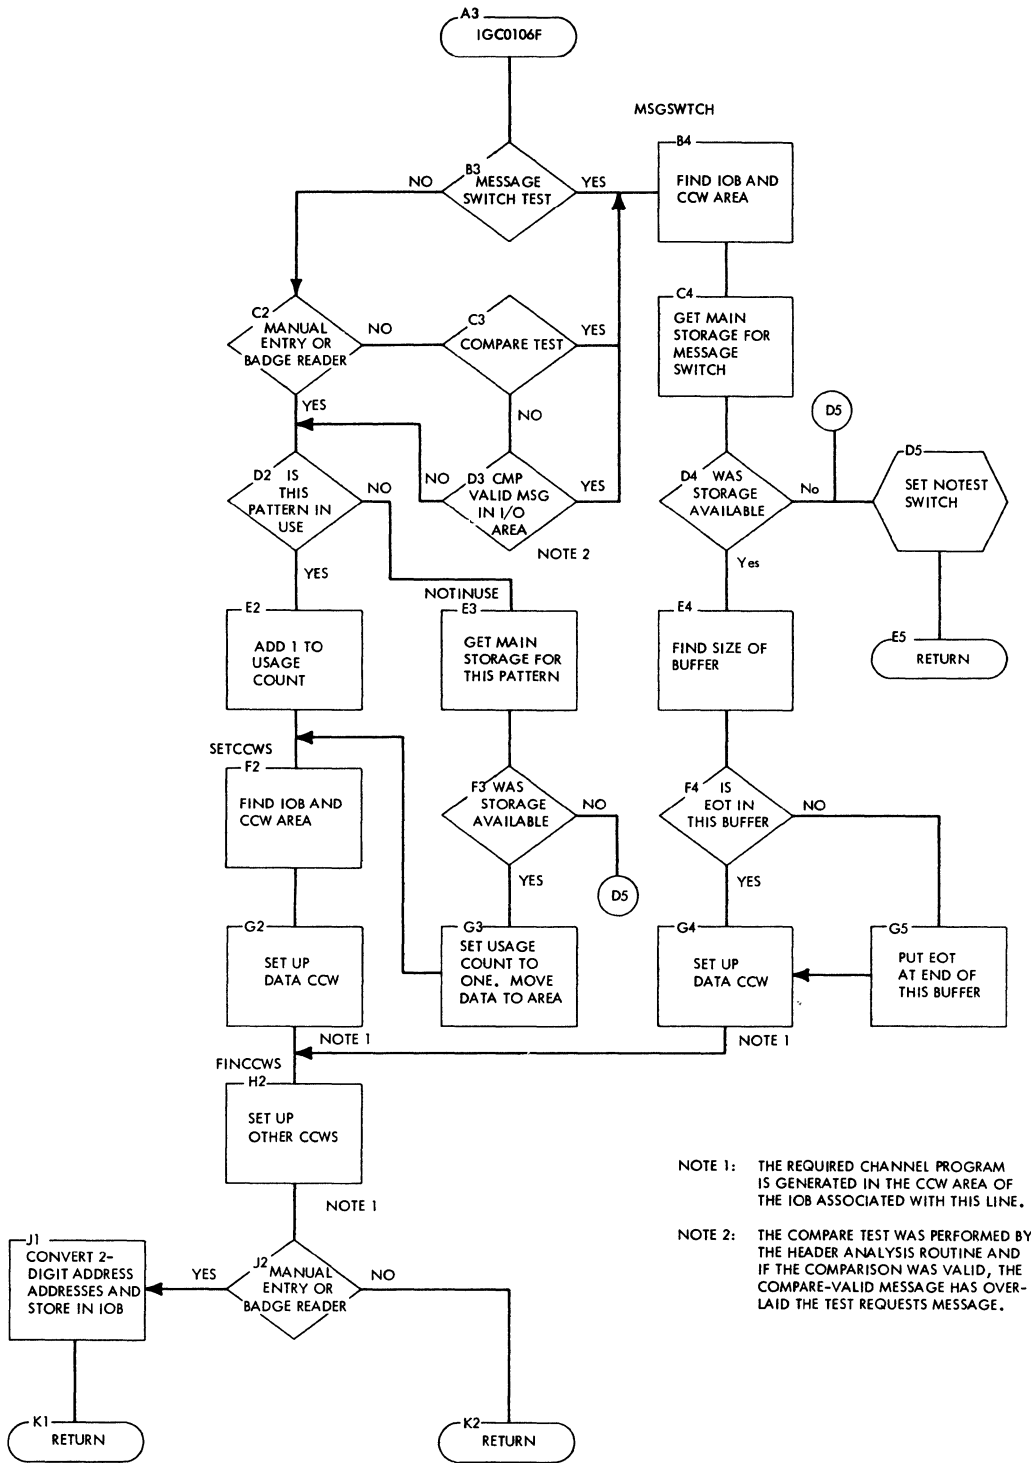 A3
IGC0106F
MSGSWTCH
B3
MESSAGE
SWITCH TEST
NO
YES
B4
FIND IOB AND
CCW AREA
C2
MANUAL
ENTRY OR
BADGE READER
NO
YES
C3
COMPARE TEST
YES
NO
C4
GET MAIN
STORAGE FOR
MESSAGE
SWITCH
D5
D2 IS
THIS
PATTERN IN
USE
NO
YES
D3 CMP
VALID MSG
IN I/O
AREA
NO
YES
NOTE 2
D4 WAS
STORAGE
AVAILABLE
No
Yes
D5
SET NOTEST
SWITCH
E2
ADD 1 TO
USAGE
COUNT
NOTINUSE
E3
GET MAIN
STORAGE FOR
THIS PATTERN
E4
FIND SIZE OF
BUFFER
E5
RETURN
SETCCWS
F2
FIND IOB AND
CCW AREA
F3 WAS
STORAGE
AVAILABLE
NO
YES
D5
F4 IS
EOT IN
THIS BUFFER
NO
YES
G2
SET UP
DATA CCW
NOTE 1
G3
SET USAGE
COUNT TO
ONE. MOVE
DATA TO AREA
G4
SET UP
DATA CCW
NOTE 1
G5
PUT EOT
AT END OF
THIS BUFFER
FINCCWS
H2
SET UP
OTHER CCWS
NOTE 1
J1
CONVERT 2-
DIGIT ADDRESS
ADDRESSES AND
STORE IN IOB
J2
MANUAL
ENTRY OR
BADGE READER
YES
NO
K1
RETURN
K2
RETURN
NOTE 1: THE REQUIRED CHANNEL PROGRAM
IS GENERATED IN THE CCW AREA OF
THE IOB ASSOCIATED WITH THIS LINE.
NOTE 2: THE COMPARE TEST WAS PERFORMED BY
THE HEADER ANALYSIS ROUTINE AND
IF THE COMPARISON WAS VALID, THE
COMPARE-VALID MESSAGE HAS OVER-
LAID THE TEST REQUESTS MESSAGE.